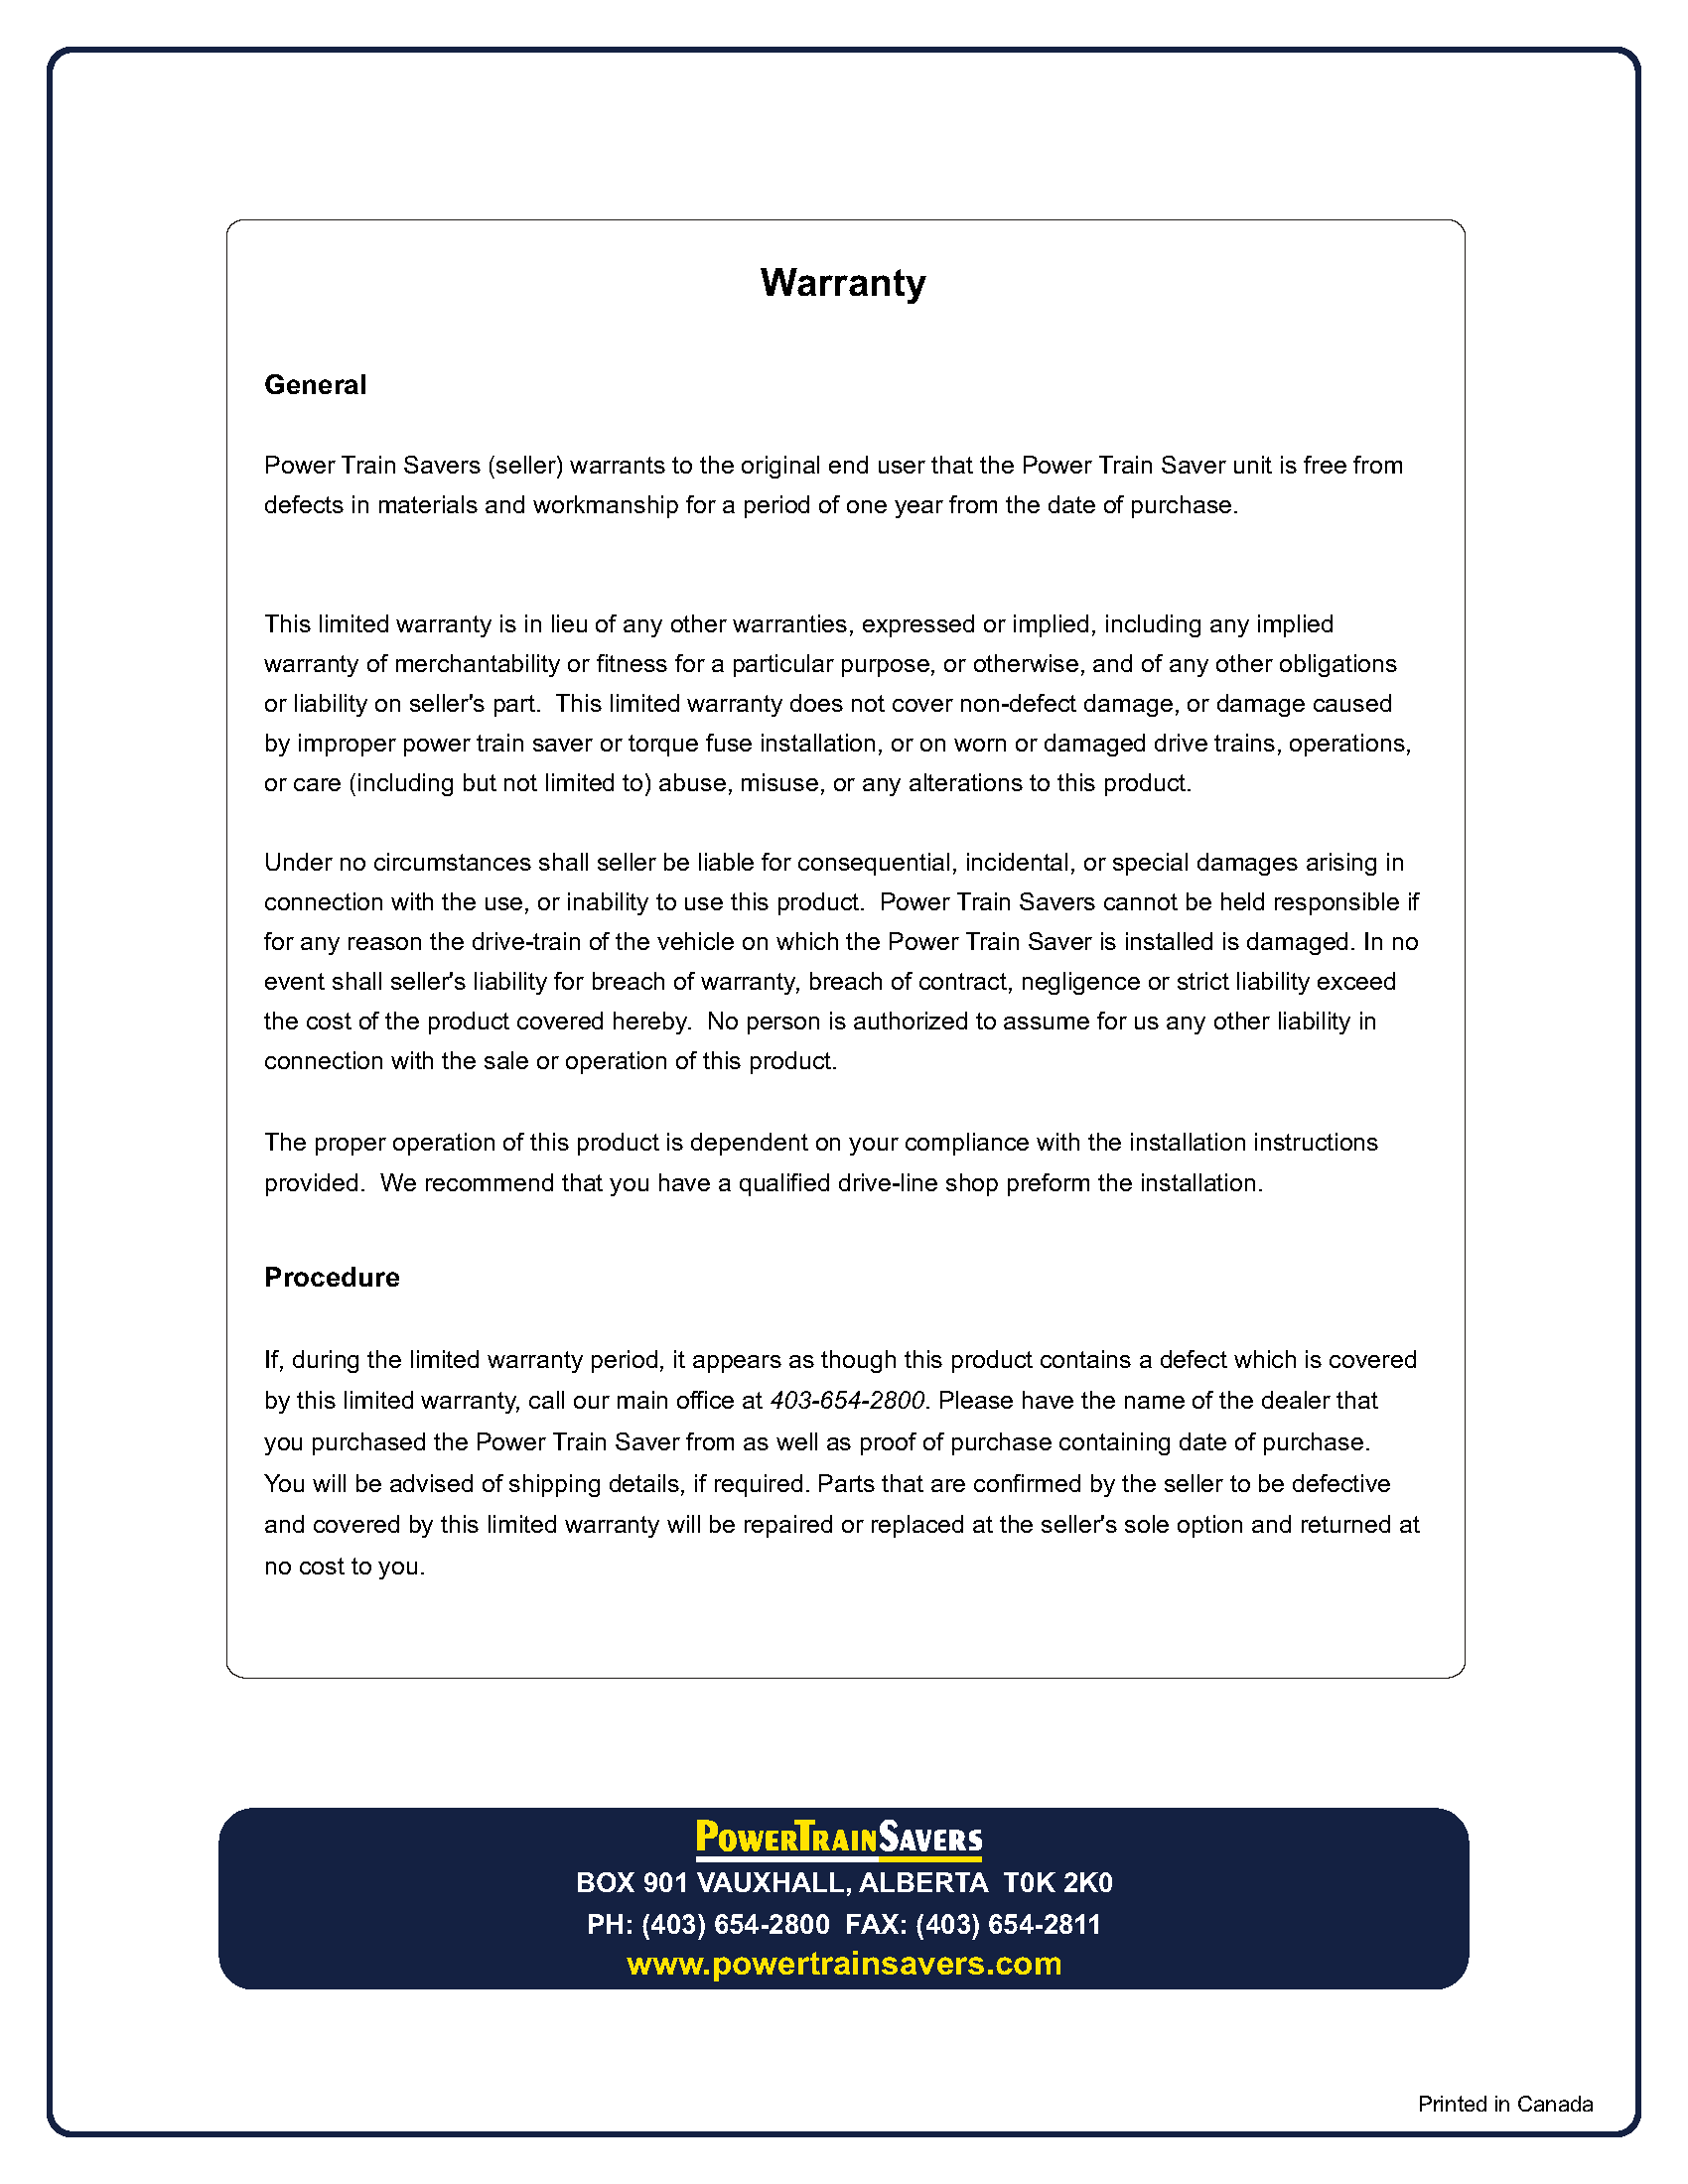 Warranty
General
Power Train Savers (seller) warrants to the original end user that the Power Train Saver unit is free from
defects in materials and workmanship for a period of one year from the date of purchase.
This limited warranty is in lieu of any other warranties, expressed or implied, including any implied
warranty of merchantability or fitness for a particular purpose, or otherwise, and of any other obligations
or liability on seller's part.  This limited warranty does not cover non-defect damage, or damage caused
by improper power train saver or torque fuse installation, or on worn or damaged drive trains, operations,
or care (including but not limited to) abuse, misuse, or any alterations to this product.
Under no circumstances shall seller be liable for consequential, incidental, or special damages arising in
connection with the use, or inability to use this product.  Power Train Savers cannot be held responsible if
for any reason the drive-train of the vehicle on which the Power Train Saver is installed is damaged. In no
event shall seller's liability for breach of warranty, breach of contract, negligence or strict liability exceed
the cost of the product covered hereby.  No person is authorized to assume for us any other liability in
connection with the sale or operation of this product.
The proper operation of this product is dependent on your compliance with the installation instructions
provided.  We recommend that you have a qualified drive-line shop preform the installation.
Procedure
If, during the limited warranty period, it appears as though this product contains a defect which is covered
by this limited warranty, call our main office at 403-654-2800. Please have the name of the dealer that
you purchased the Power Train Saver from as well as proof of purchase containing date of purchase.
You will be advised of shipping details, if required. Parts that are confirmed by the seller to be defective
and covered by this limited warranty will be repaired or replaced at the seller's sole option and returned at
no cost to you.
POWERTRAINSAVERS
BOX 901 VAUXHALL, ALBERTA  T0K 2K0
PH: (403) 654-2800  FAX: (403) 654-2811
www.powertrainsavers.com
Printed in Canada